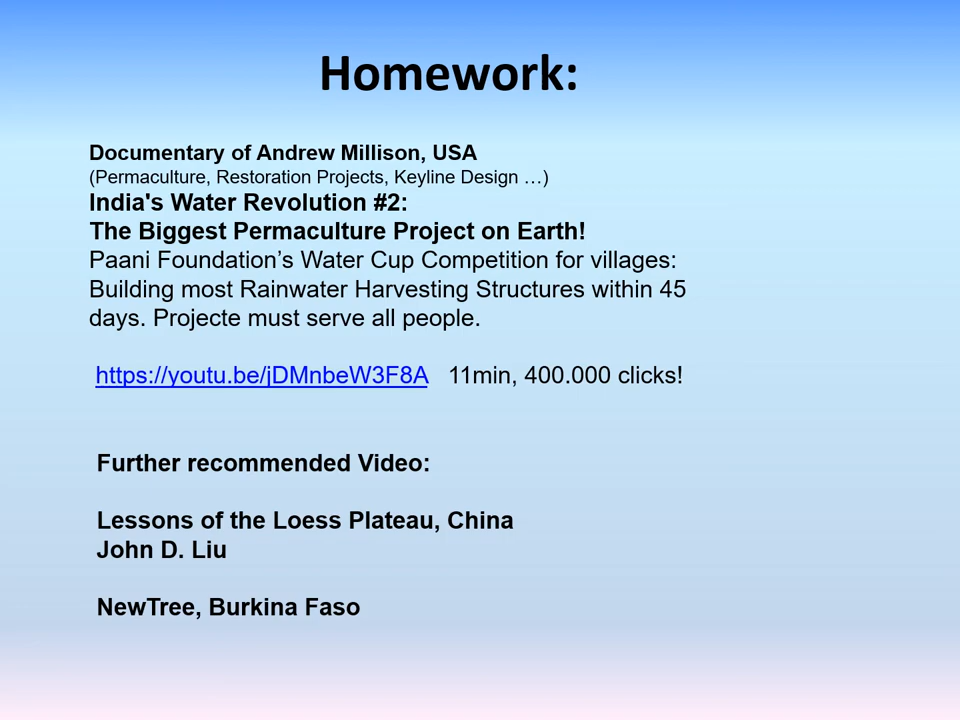 Homework:
Documentary of Andrew Millison, USA
(Permaculture, Restoration Projects, Keyline Design …)
India's Water Revolution #2:
The Biggest Permaculture Project on Earth!
Paani Foundation’s Water Cup Competition for villages:
Building most Rainwater Harvesting Structures within 45
days. Projecte must serve all people.
https://youtu.be/jDMnbeW3F8A 11min, 400.000 clicks!
Further recommended Video:
Lessons of the Loess Plateau, China
John D. Liu
NewTree, Burkina Faso